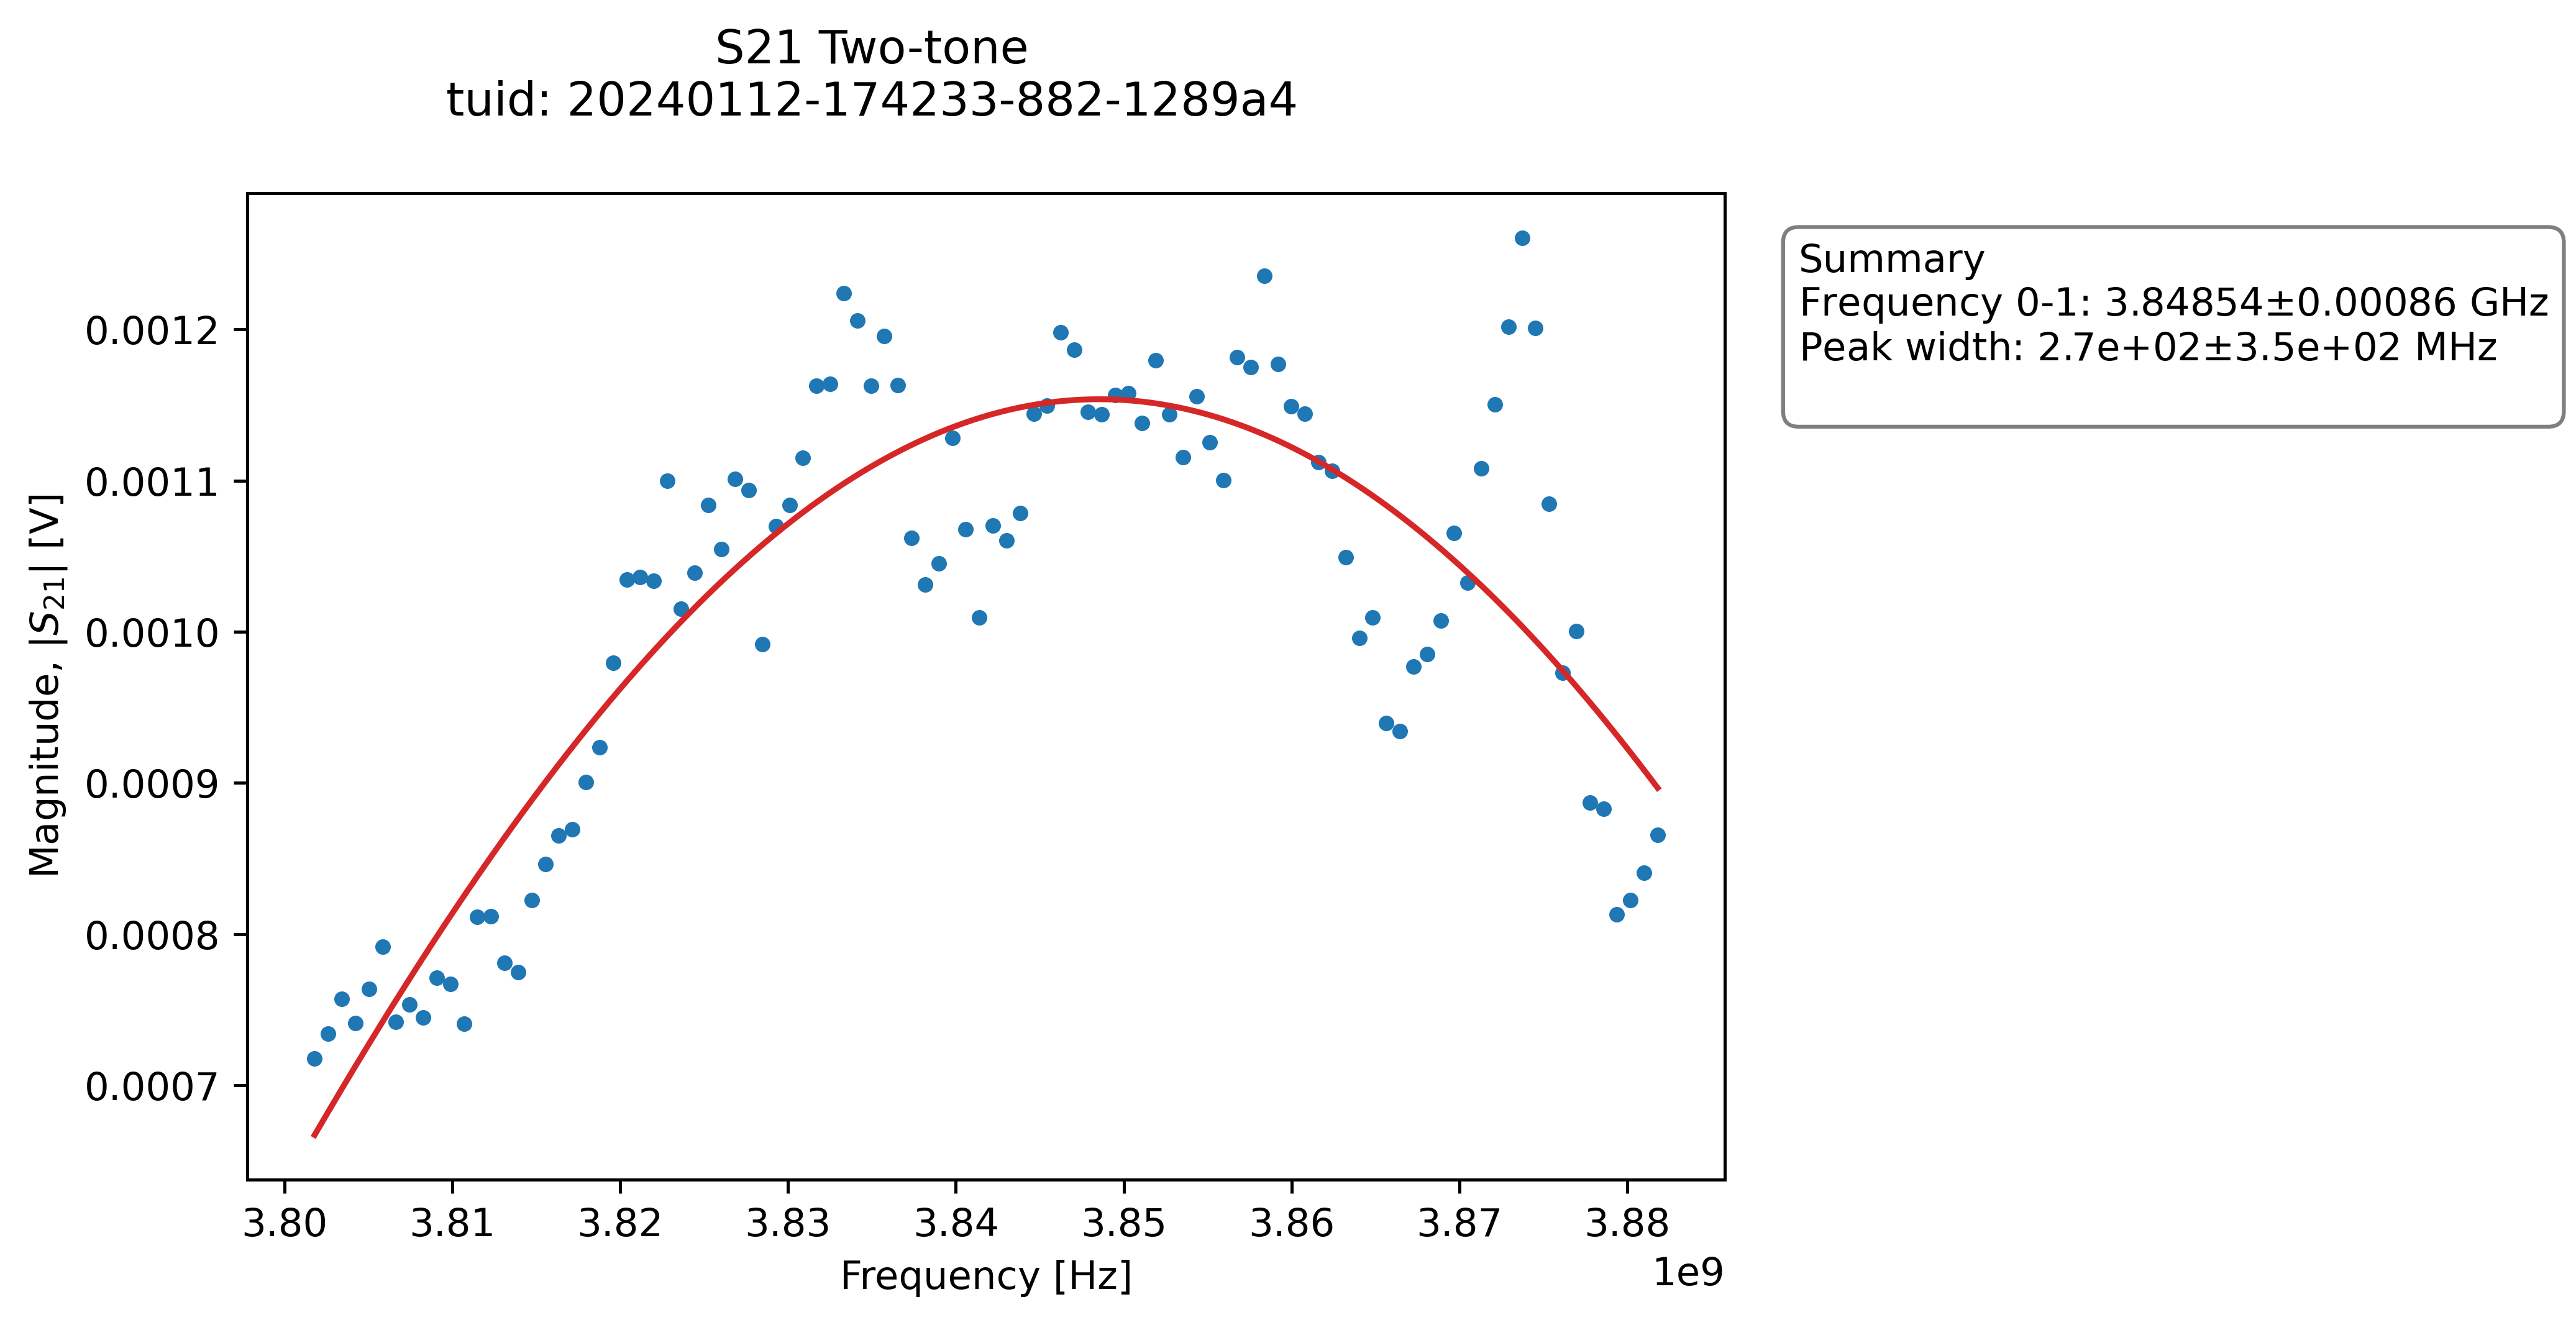 S21 Two-tone
tuid: 20240112-174233-882-1289a4
Summary
Frequency 0-1: 3.84854±0.00086 GHz
Peak width: 2.7e+02±3.5e+02 MHz
Magnitude, |S₂₁| [V]
0.0012
0.0011
0.0010
0.0009
0.0008
0.0007
3.80 3.81 3.82 3.83 3.84 3.85 3.86 3.87 3.88
1e9
Frequency [Hz]